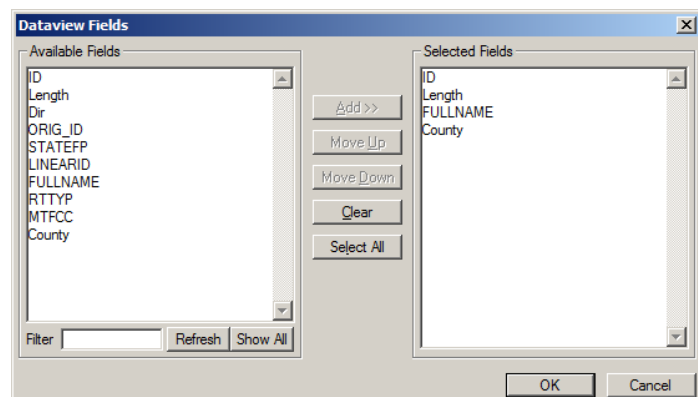 Dataview Fields
Available Fields
ID
Length
Dir
ORIG_ID
STATEFP
LINEARID
FULLNAME
RTTYP
MTFCC
County
Filter
Refresh
Show All
Add >>
Move Up
Move Down
Clear
Select All
Selected Fields
ID
Length
FULLNAME
County
OK
Cancel